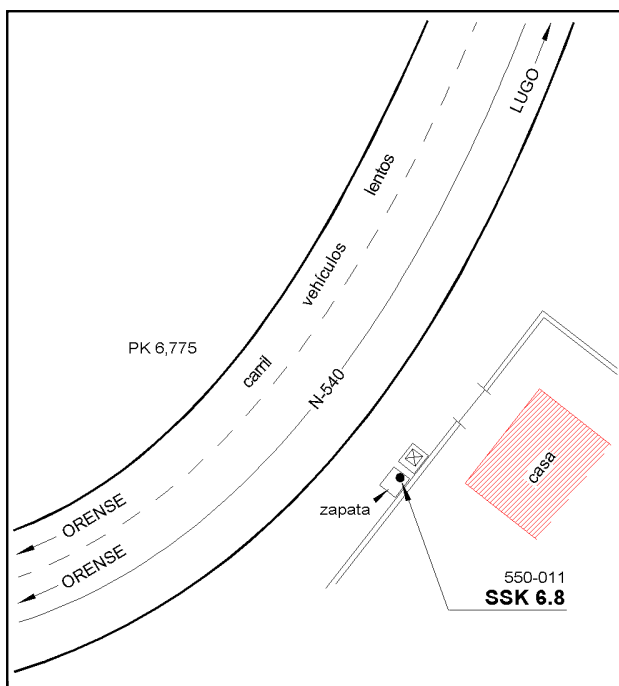 LUGO
carril vehículos lentos
PK 6,775
N-540
casa
zapata
ORENSE
ORENSE
550-011
SSK 6.8